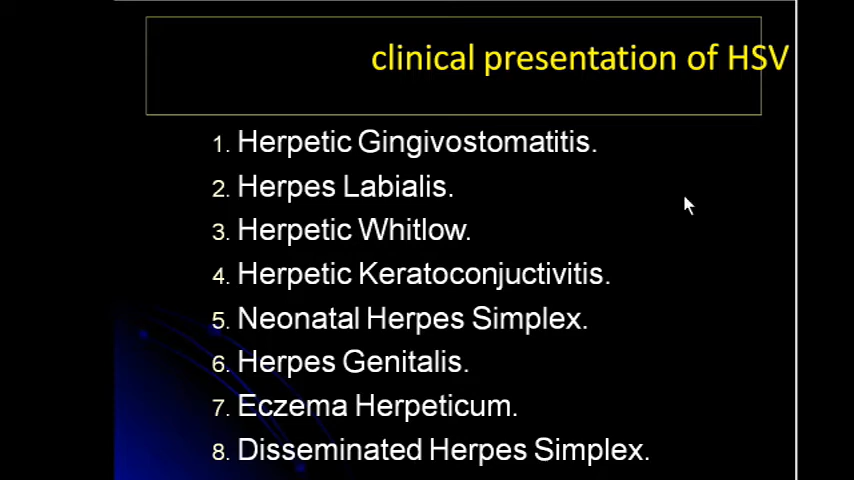 clinical presentation of HSV
1. Herpetic Gingivostomatitis.
2. Herpes Labialis.
3. Herpetic Whitlow.
4. Herpetic Keratoconjuctivitis.
5. Neonatal Herpes Simplex.
6. Herpes Genitalis.
7. Eczema Herpeticum.
8. Disseminated Herpes Simplex.